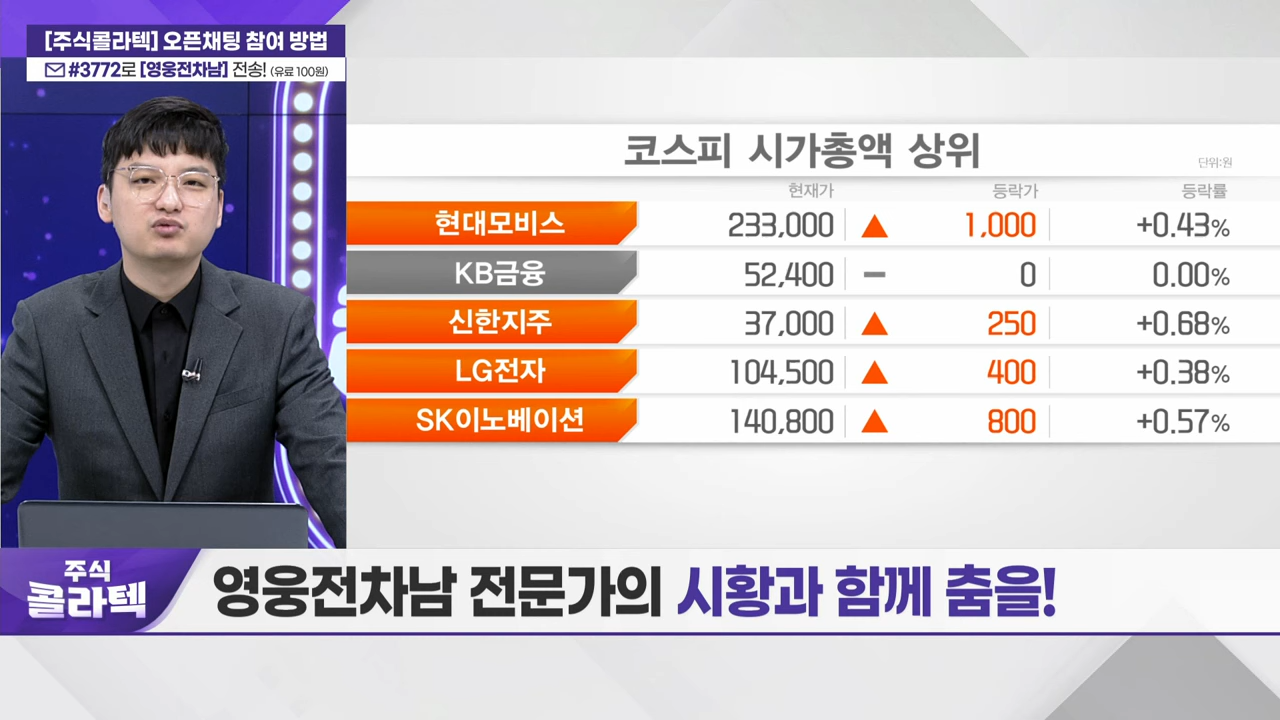 [주식콜라텍] 오픈채팅 참여 방법
#3772로 [영웅전차남] 전송! (유료 100원)
코스피 시가총액 상위
단위:원
현재가 등락가 등락률
현대모비스 233,000 ▲ 1,000 +0.43%
KB금융 52,400 － 0 0.00%
신한지주 37,000 ▲ 250 +0.68%
LG전자 104,500 ▲ 400 +0.38%
SK이노베이션 140,800 ▲ 800 +0.57%
주식
콜라텍
영웅전차남 전문가의 시황과 함께 춤을!